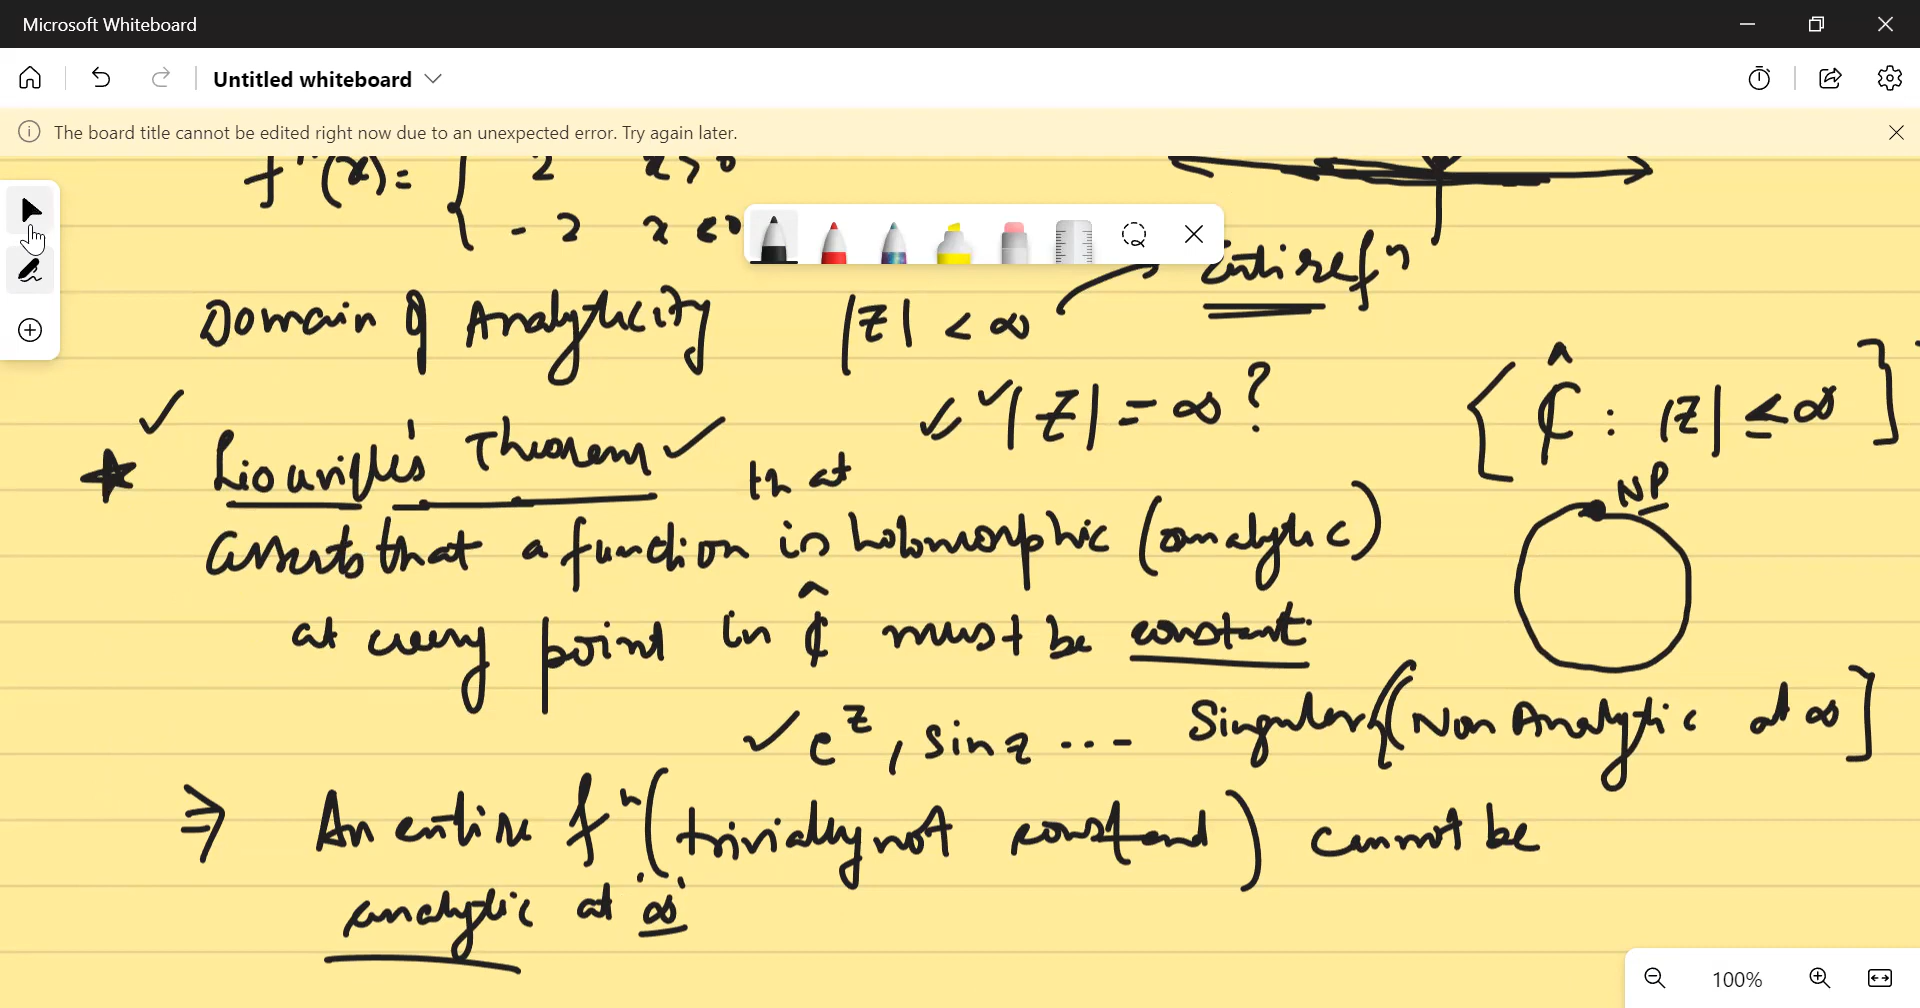 Microsoft Whiteboard
Untitled whiteboard
The board title cannot be edited right now due to an unexpected error. Try again later.
f''(x) = { 2 x > 0
- 2 x < 0
Entire fⁿ
Domain of Analyticity |z| < ∞
✓ ✓ |z| = ∞ ?
{ Ĉ : |z| ≤ ∞ }
✓
★ Liouville's Theorem ✓
that
NP
asserts that a function is holomorphic (analytic)
at every point in Ĉ must be constant.
✓ e^z, sin z ... Singular (Non Analytic at ∞]
⇒ An entire fⁿ (trivially not constant) cannot be
analytic at '∞'
100%